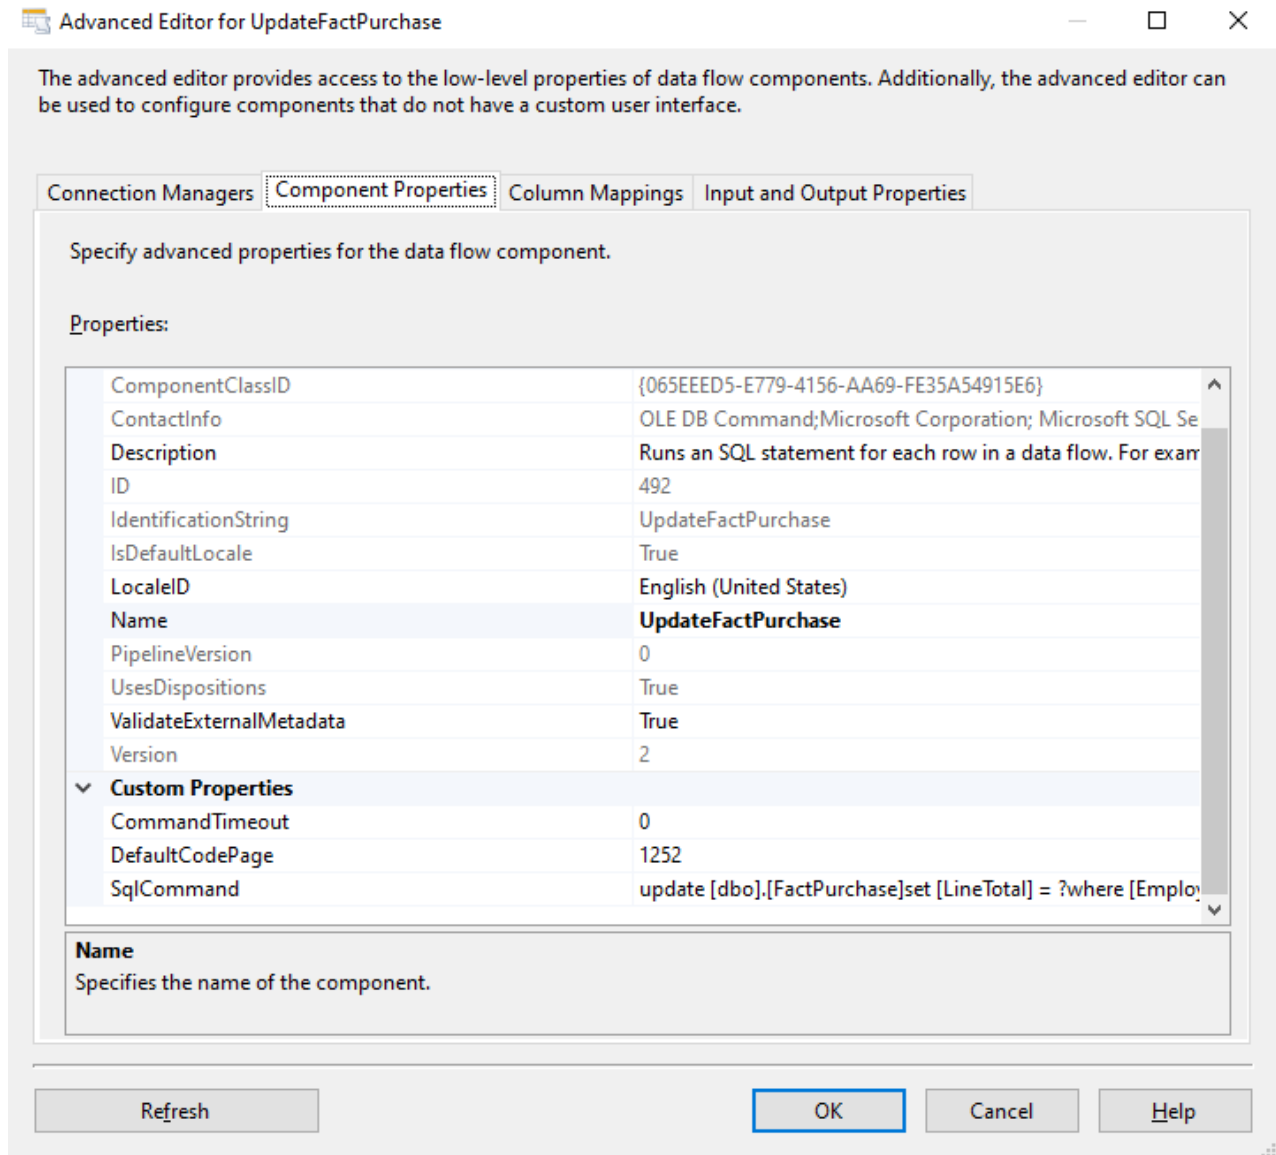 Advanced Editor for UpdateFactPurchase
The advanced editor provides access to the low-level properties of data flow components. Additionally, the advanced editor can
be used to configure components that do not have a custom user interface.
Connection Managers Component Properties Column Mappings Input and Output Properties
Specify advanced properties for the data flow component.
Properties:
ComponentClassID {065EEED5-E779-4156-AA69-FE35A54915E6}
ContactInfo OLE DB Command;Microsoft Corporation; Microsoft SQL Se
Description Runs an SQL statement for each row in a data flow. For exam
ID 492
IdentificationString UpdateFactPurchase
IsDefaultLocale True
LocaleID English (United States)
Name UpdateFactPurchase
PipelineVersion 0
UsesDispositions True
ValidateExternalMetadata True
Version 2
Custom Properties
CommandTimeout 0
DefaultCodePage 1252
SqlCommand update [dbo].[FactPurchase]set [LineTotal] = ?where [Employ
Name
Specifies the name of the component.
Refresh OK Cancel Help